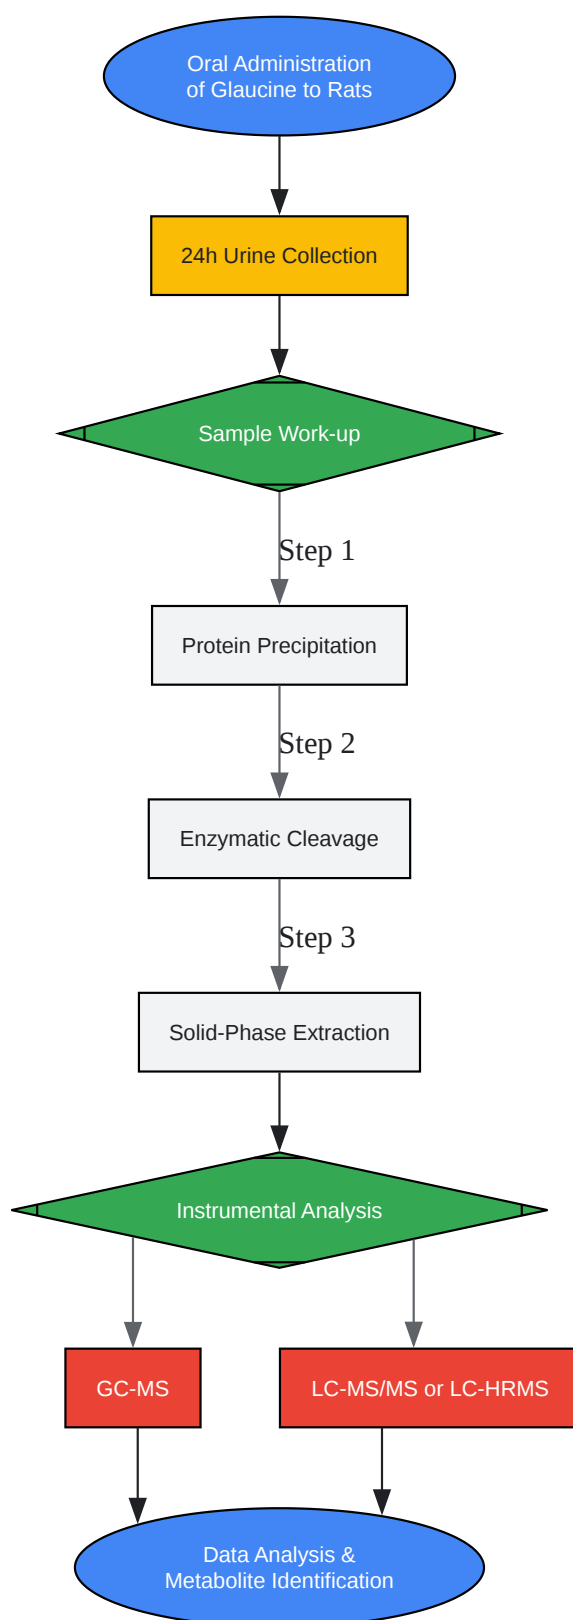 Oral Administration
of Glaucine to Rats
24h Urine Collection
Sample Work-up
Step 1
Protein Precipitation
Step 2
Enzymatic Cleavage
Step 3
Solid-Phase Extraction
Instrumental Analysis
GC-MS
LC-MS/MS or LC-HRMS
Data Analysis &
Metabolite Identification